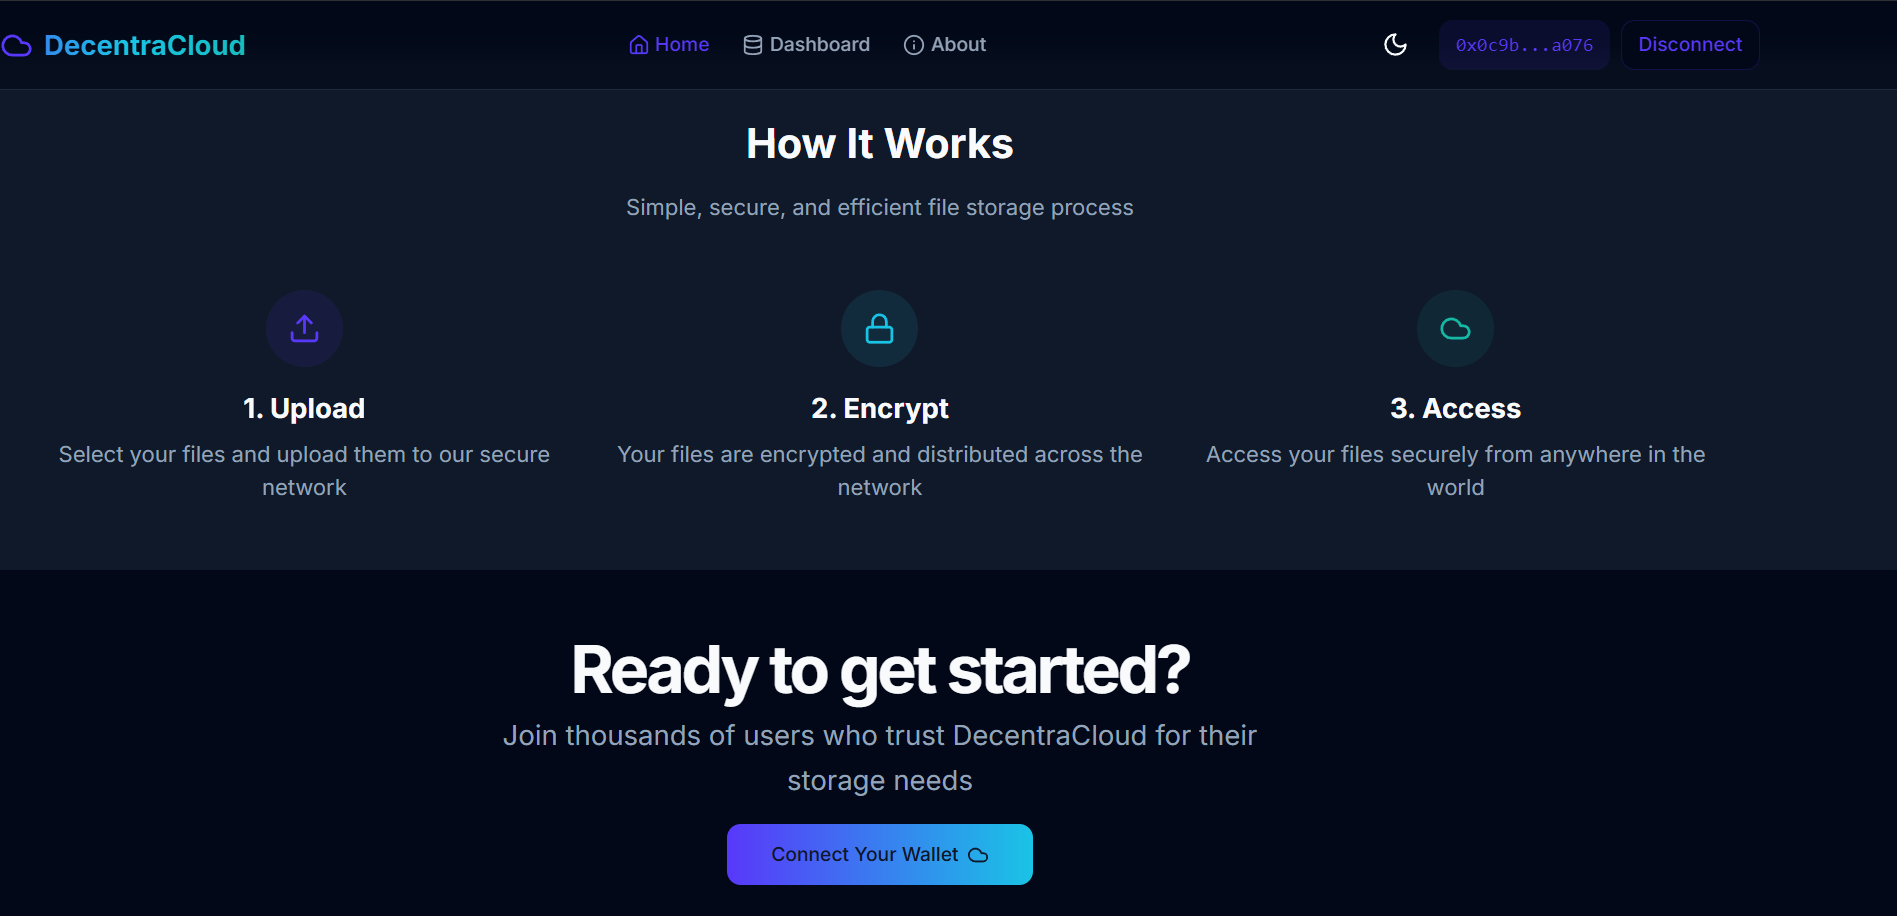 DecentraCloud
Home
Dashboard
About
0x0c9b...a076
Disconnect
How It Works
Simple, secure, and efficient file storage process
1. Upload
Select your files and upload them to our secure
network
2. Encrypt
Your files are encrypted and distributed across the
network
3. Access
Access your files securely from anywhere in the
world
Ready to get started?
Join thousands of users who trust DecentraCloud for their
storage needs
Connect Your Wallet